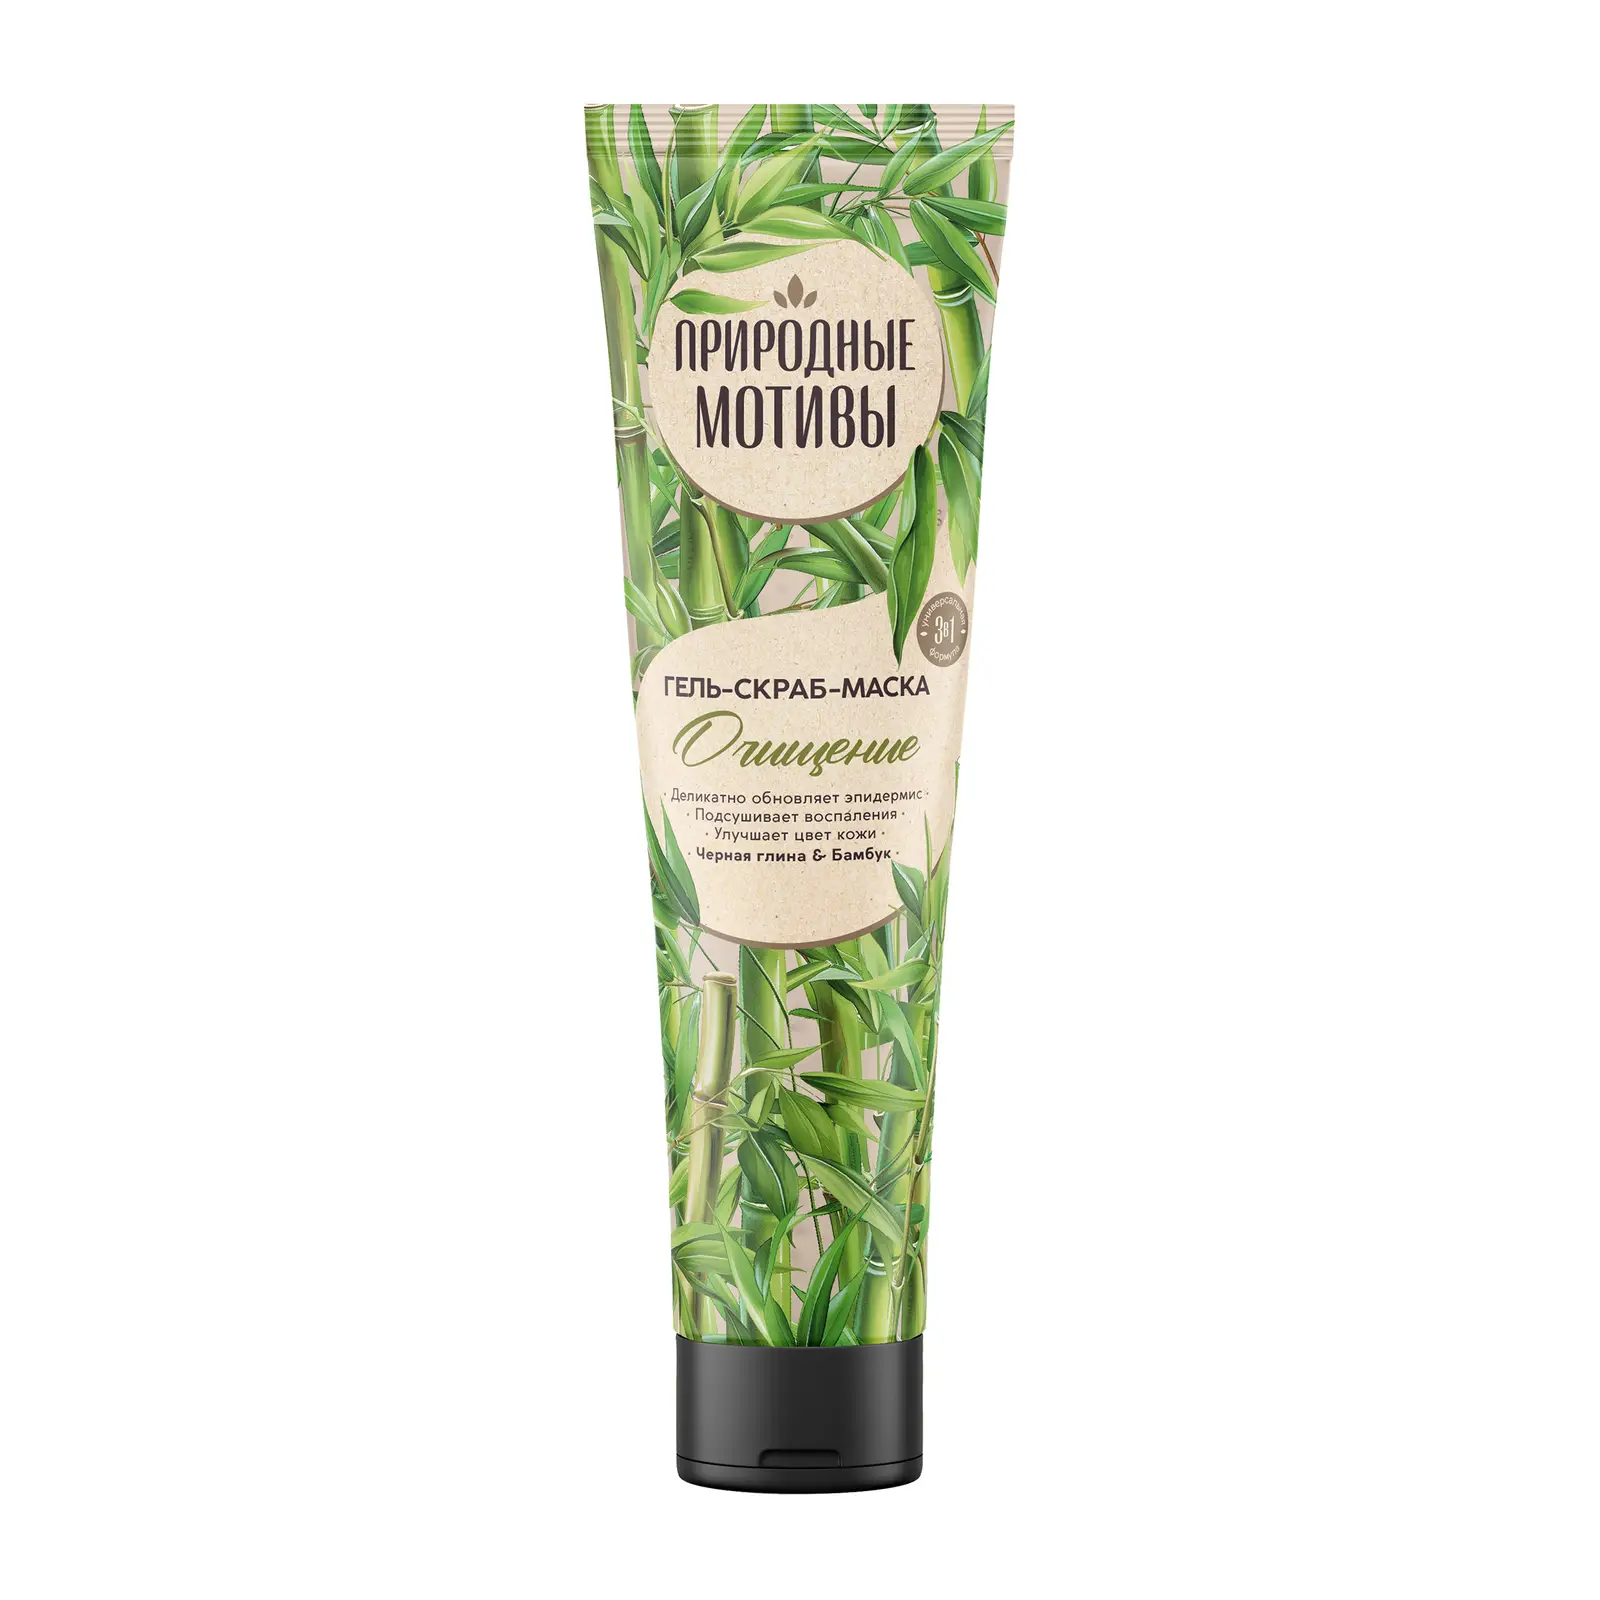 ПРИРОДНЫЕ
МОТИВЫ
универсальная
3в1
формула
ГЕЛЬ-СКРАБ-МАСКА
Очищение
· Деликатно обновляет эпидермис ·
· Подсушивает воспаления ·
· Улучшает цвет кожи ·
· Черная глина & Бамбук ·